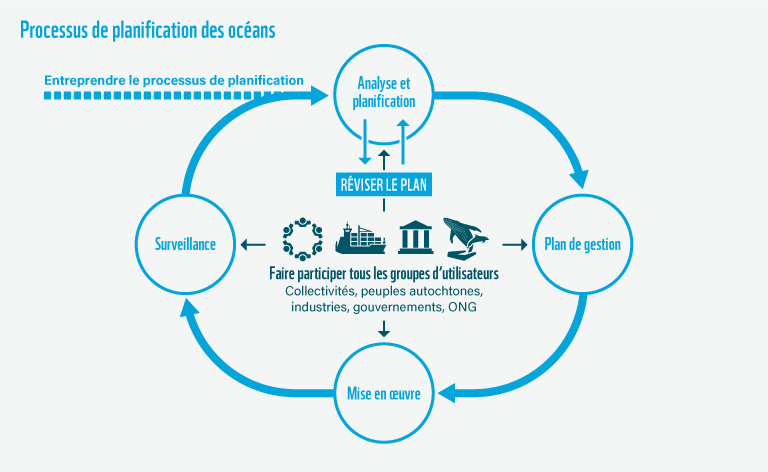 Processus de planification des océans
Entreprendre le processus de planification
Analyse et
planification
RÉVISER LE PLAN
Surveillance
Plan de gestion
Faire participer tous les groupes d'utilisateurs
Collectivités, peuples autochtones,
industries, gouvernements, ONG
Mise en œuvre